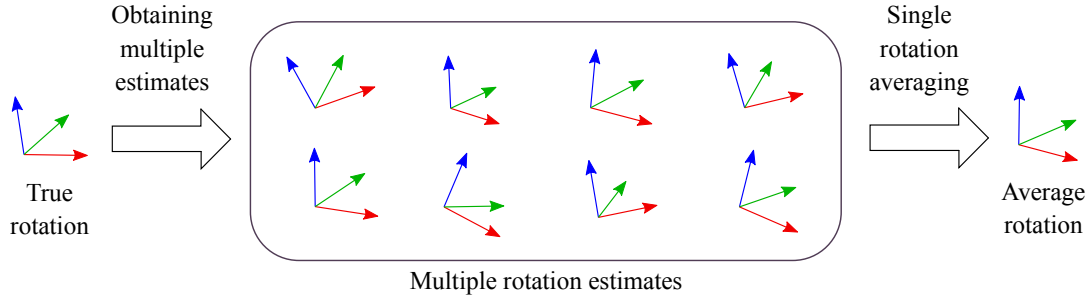 Obtaining
multiple
estimates
Single
rotation
averaging
True
rotation
Average
rotation
Multiple rotation estimates